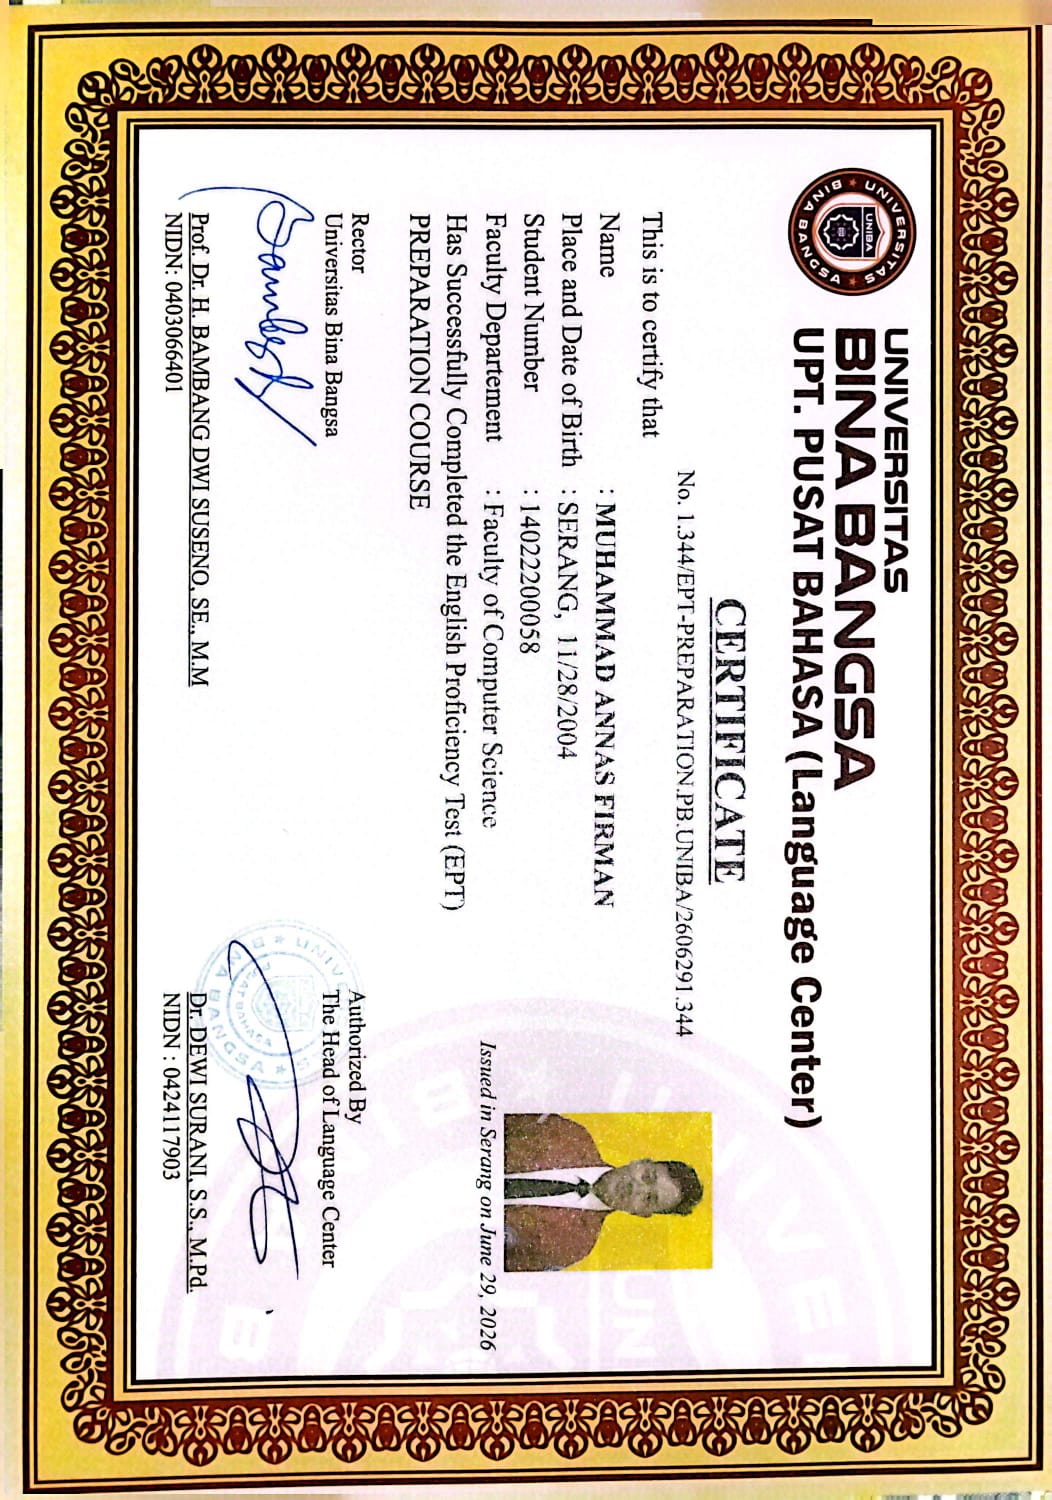 UNIVERSITAS
BINA BANGSA
UPT. PUSAT BAHASA (Language Center)
UNIVERSITAS ★ BINA BANGSA ★
UNIBA
CERTIFICATE
No. 1.344/EPT-PREPARATION.PB.UNIBA/2606291.344
This is to certify that
Name : MUHAMMAD ANNAS FIRMAN
Place and Date of Birth : SERANG, 11/28/2004
Student Number : 14022200058
Faculty Departement : Faculty of Computer Science
Has Successfully Completed the English Proficiency Test (EPT)
PREPARATION COURSE
Issued in Serang on June 29, 2026
Rector
Universitas Bina Bangsa
Prof. Dr. H. BAMBANG DWI SUSENO, SE., M.M
NIDN: 0403066401
Authorized By
The Head of Language Center
Dr. DEWI SURANI, S.S., M.Pd.
NIDN : 0424117903